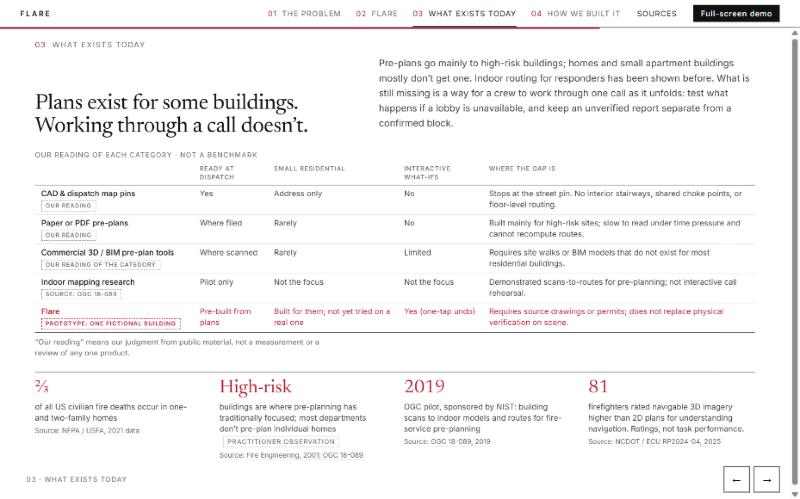 FLARE
01 THE PROBLEM 02 FLARE 03 WHAT EXISTS TODAY 04 HOW WE BUILT IT SOURCES Full-screen demo
03 WHAT EXISTS TODAY
Plans exist for some buildings.
Working through a call doesn't.
Pre-plans go mainly to high-risk buildings; homes and small apartment buildings
mostly don't get one. Indoor routing for responders has been shown before. What is
still missing is a way for a crew to work through one call as it unfolds: test what
happens if a lobby is unavailable, and keep an unverified report separate from a
confirmed block.
OUR READING OF EACH CATEGORY · NOT A BENCHMARK
READY AT
DISPATCH
SMALL RESIDENTIAL
INTERACTIVE
WHAT-IFS
WHERE THE GAP IS
CAD & dispatch map pins
OUR READING
Yes
Address only
No
Stops at the street pin. No interior stairways, shared choke points, or
floor-level routing.
Paper or PDF pre-plans
OUR READING
Where filed
Rarely
No
Built mainly for high-risk sites; slow to read under time pressure and
cannot recompute routes.
Commercial 3D / BIM pre-plan tools
OUR READING OF THE CATEGORY
Where scanned
Rarely
Limited
Requires site walks or BIM models that do not exist for most
residential buildings.
Indoor mapping research
SOURCE: OGC 18-089
Pilot only
Not the focus
Not the focus
Demonstrated scans-to-routes for pre-planning; not interactive call
rehearsal.
Flare
PROTOTYPE: ONE FICTIONAL BUILDING
Pre-built from
plans
Built for them; not yet tried on a
real one
Yes (one-tap undo)
Requires source drawings or permits; does not replace physical
verification on scene.
"Our reading" means our judgment from public material, not a measurement or a
review of any one product.
⅔
of all US civilian fire deaths occur in one-
and two-family homes
Source: NFPA / USFA, 2021 data
High-risk
buildings are where pre-planning has
traditionally focused; most departments
don't pre-plan individual homes
PRACTITIONER OBSERVATION
Source: Fire Engineering, 2001; OGC 18-089
2019
OGC pilot, sponsored by NIST: building
scans to indoor models and routes for fire-
service pre-planning
Source: OGC 18-089, 2019
81
firefighters rated navigable 3D imagery
higher than 2D plans for understanding
navigation. Ratings, not task performance.
Source: NCDOT / ECU RP2024-04, 2025
03 · WHAT EXISTS TODAY
← →